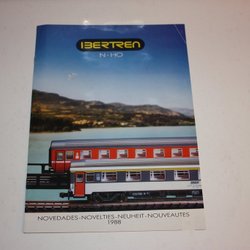 IBERTREN
N-HO
NOVEDADES-NOVELTIES-NEUHEIT-NOUVEAUTES
1988